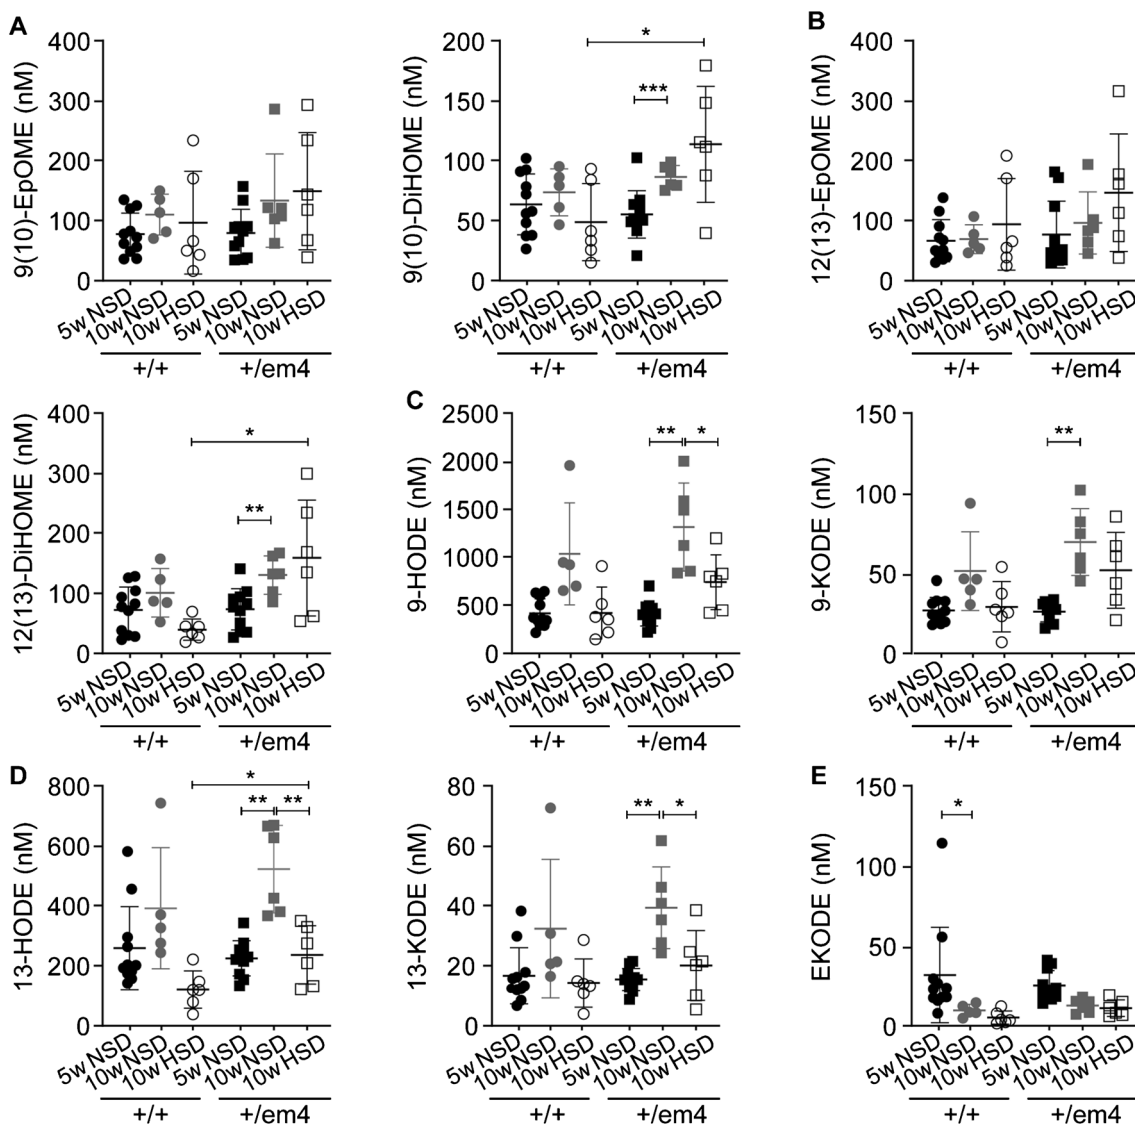 A
9(10)-EpOME (nM)
400
300
200
100
0
5w NSD
10w NSD
10w HSD
5w NSD
10w NSD
10w HSD
+/+
+/em4
9(10)-DiHOME (nM)
200
150
100
50
0
*
***
5w NSD
10w NSD
10w HSD
5w NSD
10w NSD
10w HSD
+/+
+/em4
B
12(13)-EpOME (nM)
400
300
200
100
0
5w NSD
10w NSD
10w HSD
5w NSD
10w NSD
10w HSD
+/+
+/em4
12(13)-DiHOME (nM)
400
300
200
100
0
*
**
5w NSD
10w NSD
10w HSD
5w NSD
10w NSD
10w HSD
+/+
+/em4
C
9-HODE (nM)
2500
2000
1500
1000
500
0
** *
5w NSD
10w NSD
10w HSD
5w NSD
10w NSD
10w HSD
+/+
+/em4
9-KODE (nM)
150
100
50
0
**
5w NSD
10w NSD
10w HSD
5w NSD
10w NSD
10w HSD
+/+
+/em4
D
13-HODE (nM)
800
600
400
200
0
*
** **
5w NSD
10w NSD
10w HSD
5w NSD
10w NSD
10w HSD
+/+
+/em4
13-KODE (nM)
80
60
40
20
0
** *
5w NSD
10w NSD
10w HSD
5w NSD
10w NSD
10w HSD
+/+
+/em4
E
EKODE (nM)
150
100
50
0
*
5w NSD
10w NSD
10w HSD
5w NSD
10w NSD
10w HSD
+/+
+/em4